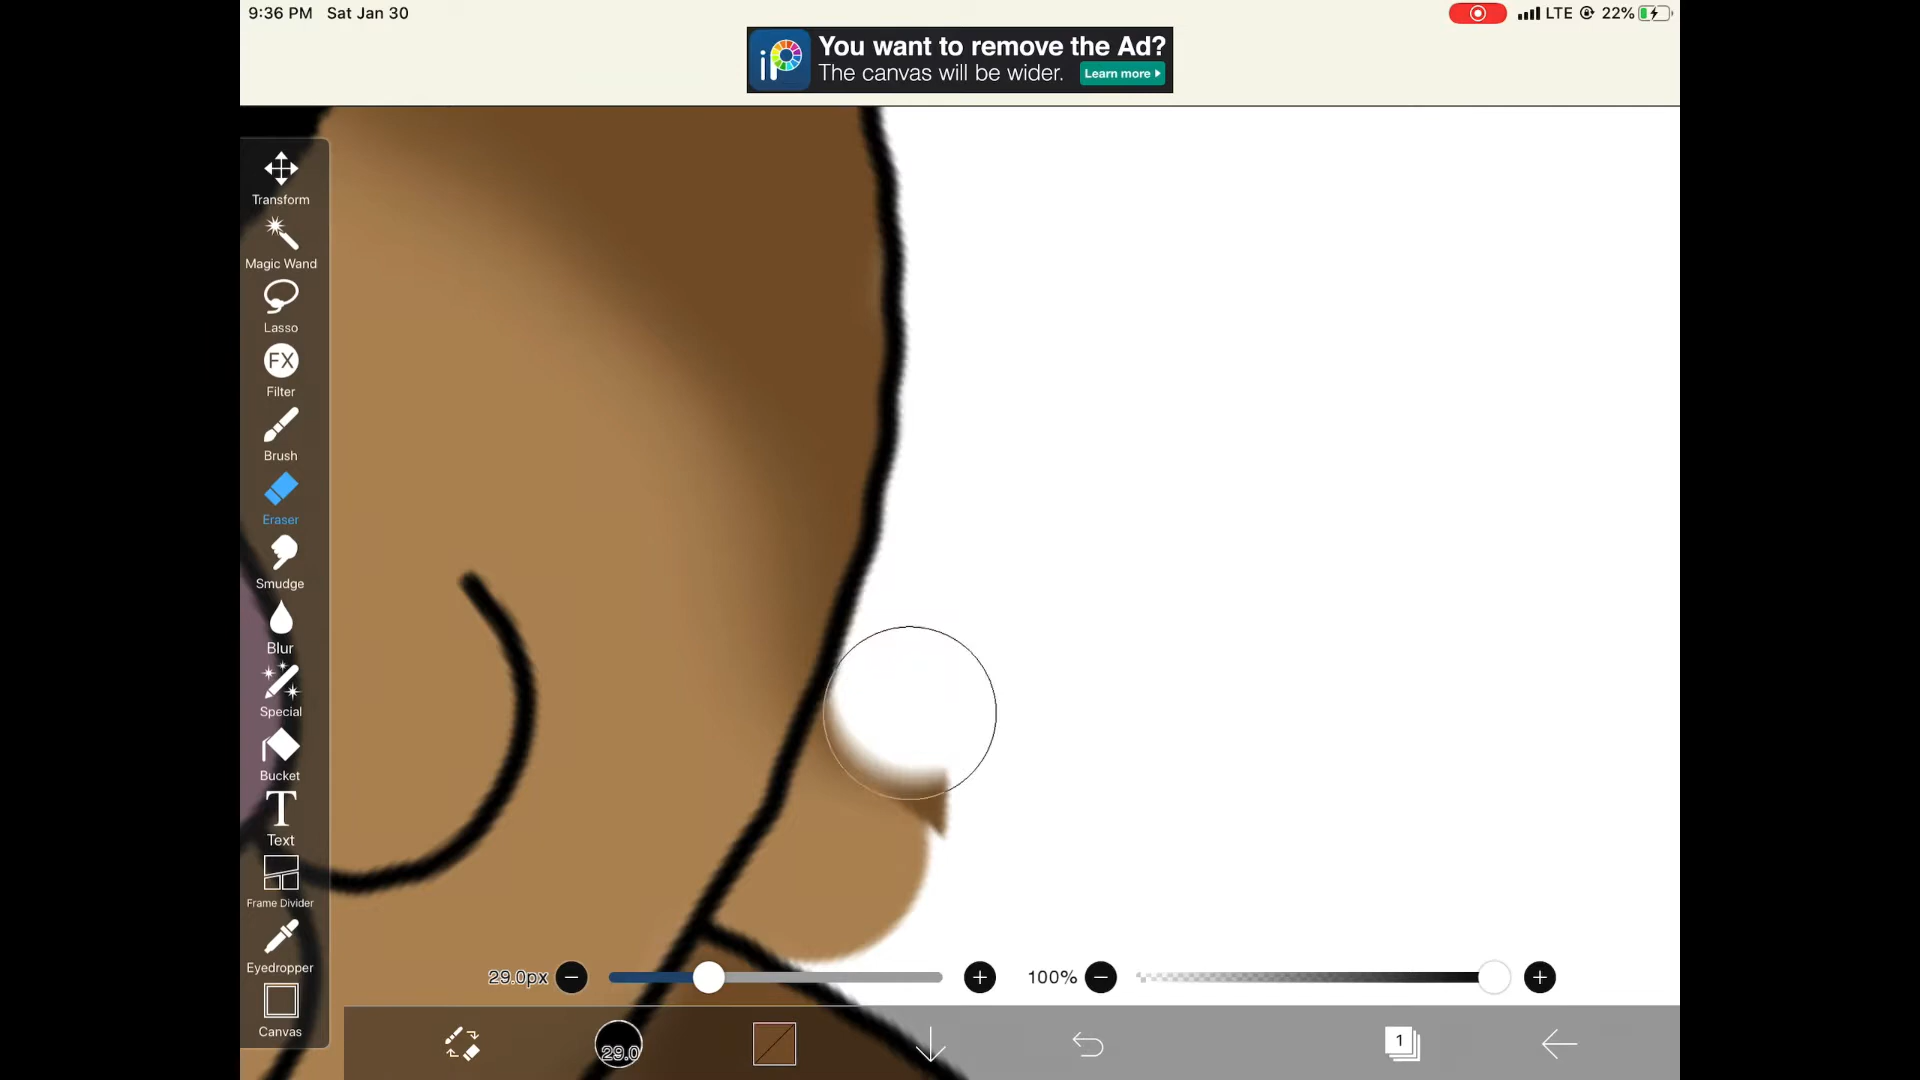 9:36 PM Sat Jan 30
LTE 22%
iP
You want to remove the Ad?
The canvas will be wider. Learn more
Transform
Magic Wand
Lasso
FX
Filter
Brush
Eraser
Smudge
Blur
Special
Bucket
T
Text
Frame Divider
Eyedropper
Canvas
29.0px
100%
29.0
1